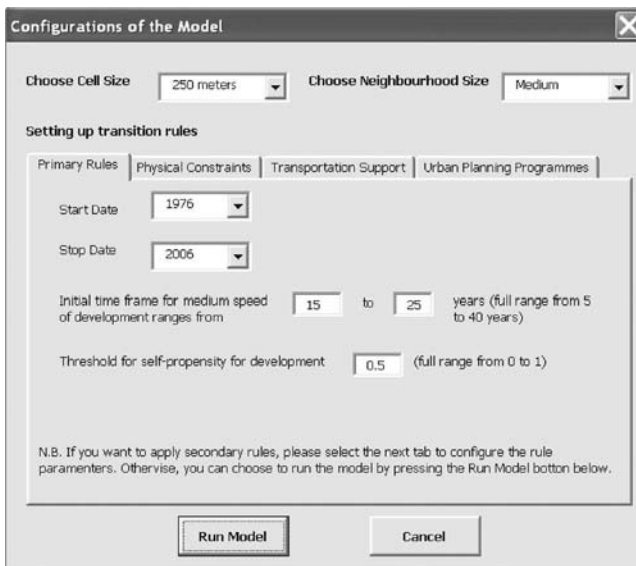 Configurations of the Model
Choose Cell Size 250 meters Choose Neighbourhood Size Medium
Setting up transition rules
Primary Rules Physical Constraints Transportation Support Urban Planning Programmes
Start Date 1976
Stop Date 2006
Initial time frame for medium speed 15 to 25 years (full range from 5
of development ranges from to 40 years)
Threshold for self-propensity for development 0.5 (full range from 0 to 1)
N.B. If you want to apply secondary rules, please select the next tab to configure the rule
paramenters. Othervise, you can choose to run the model by pressing the Run Model botton below.
Run Model Cancel